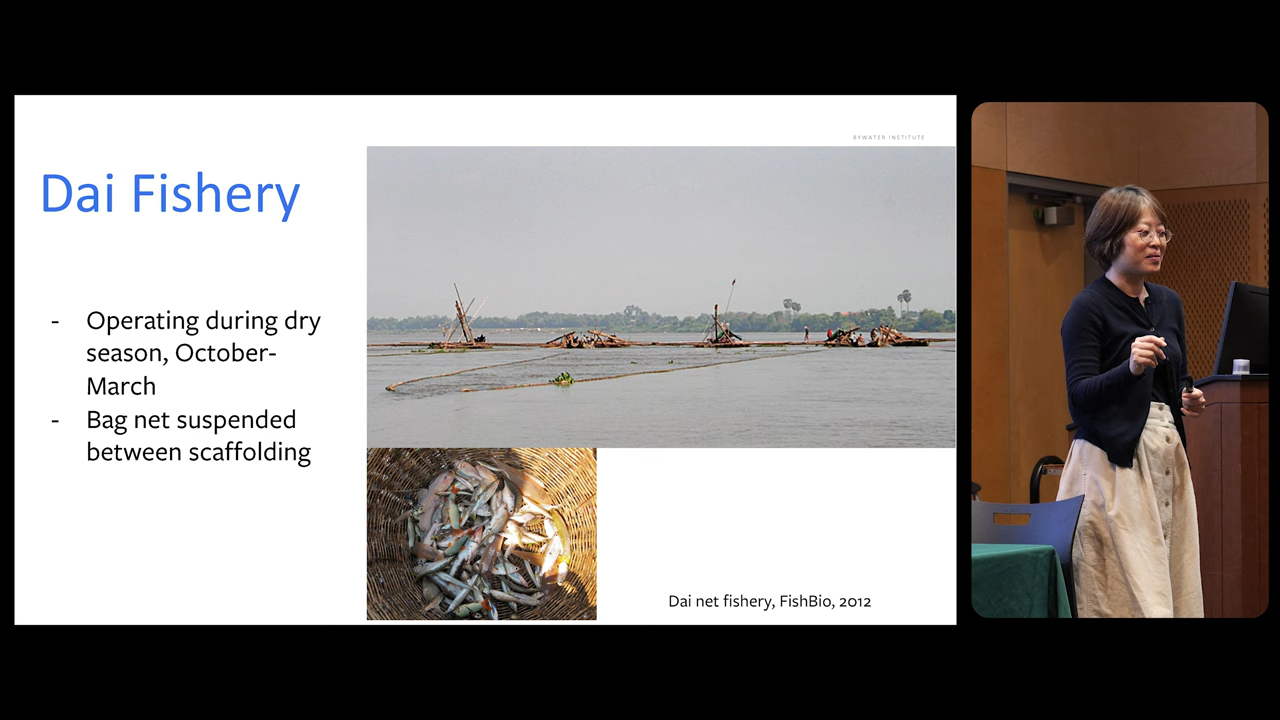 BYWATER INSTITUTE
Dai Fishery
- Operating during dry
season, October-
March
- Bag net suspended
between scaffolding
Dai net fishery, FishBio, 2012